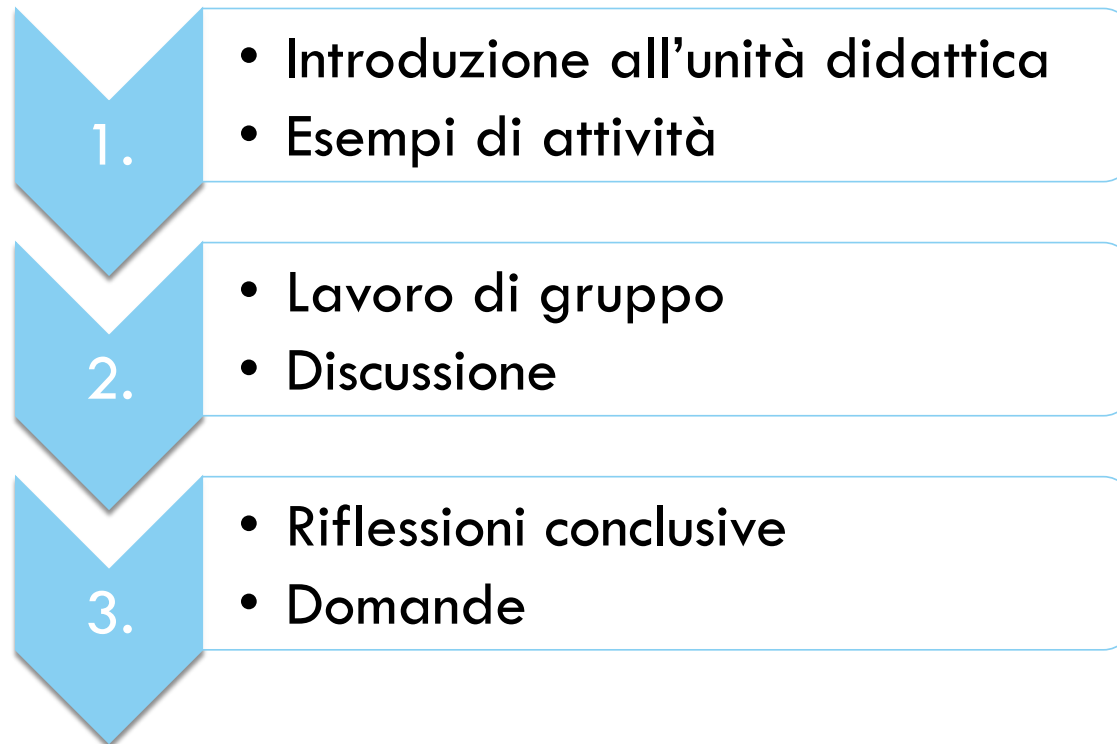 1.
• Introduzione all’unità didattica
• Esempi di attività
2.
• Lavoro di gruppo
• Discussione
3.
• Riflessioni conclusive
• Domande